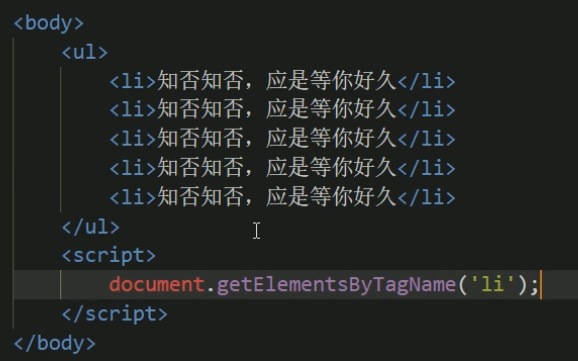 <body>
<ul>
<li>知否知否，应是等你好久</li>
<li>知否知否，应是等你好久</li>
<li>知否知否，应是等你好久</li>
<li>知否知否，应是等你好久</li>
<li>知否知否，应是等你好久</li>
</ul>
<script>
document.getElementsByTagName('li');
</script>
</body>